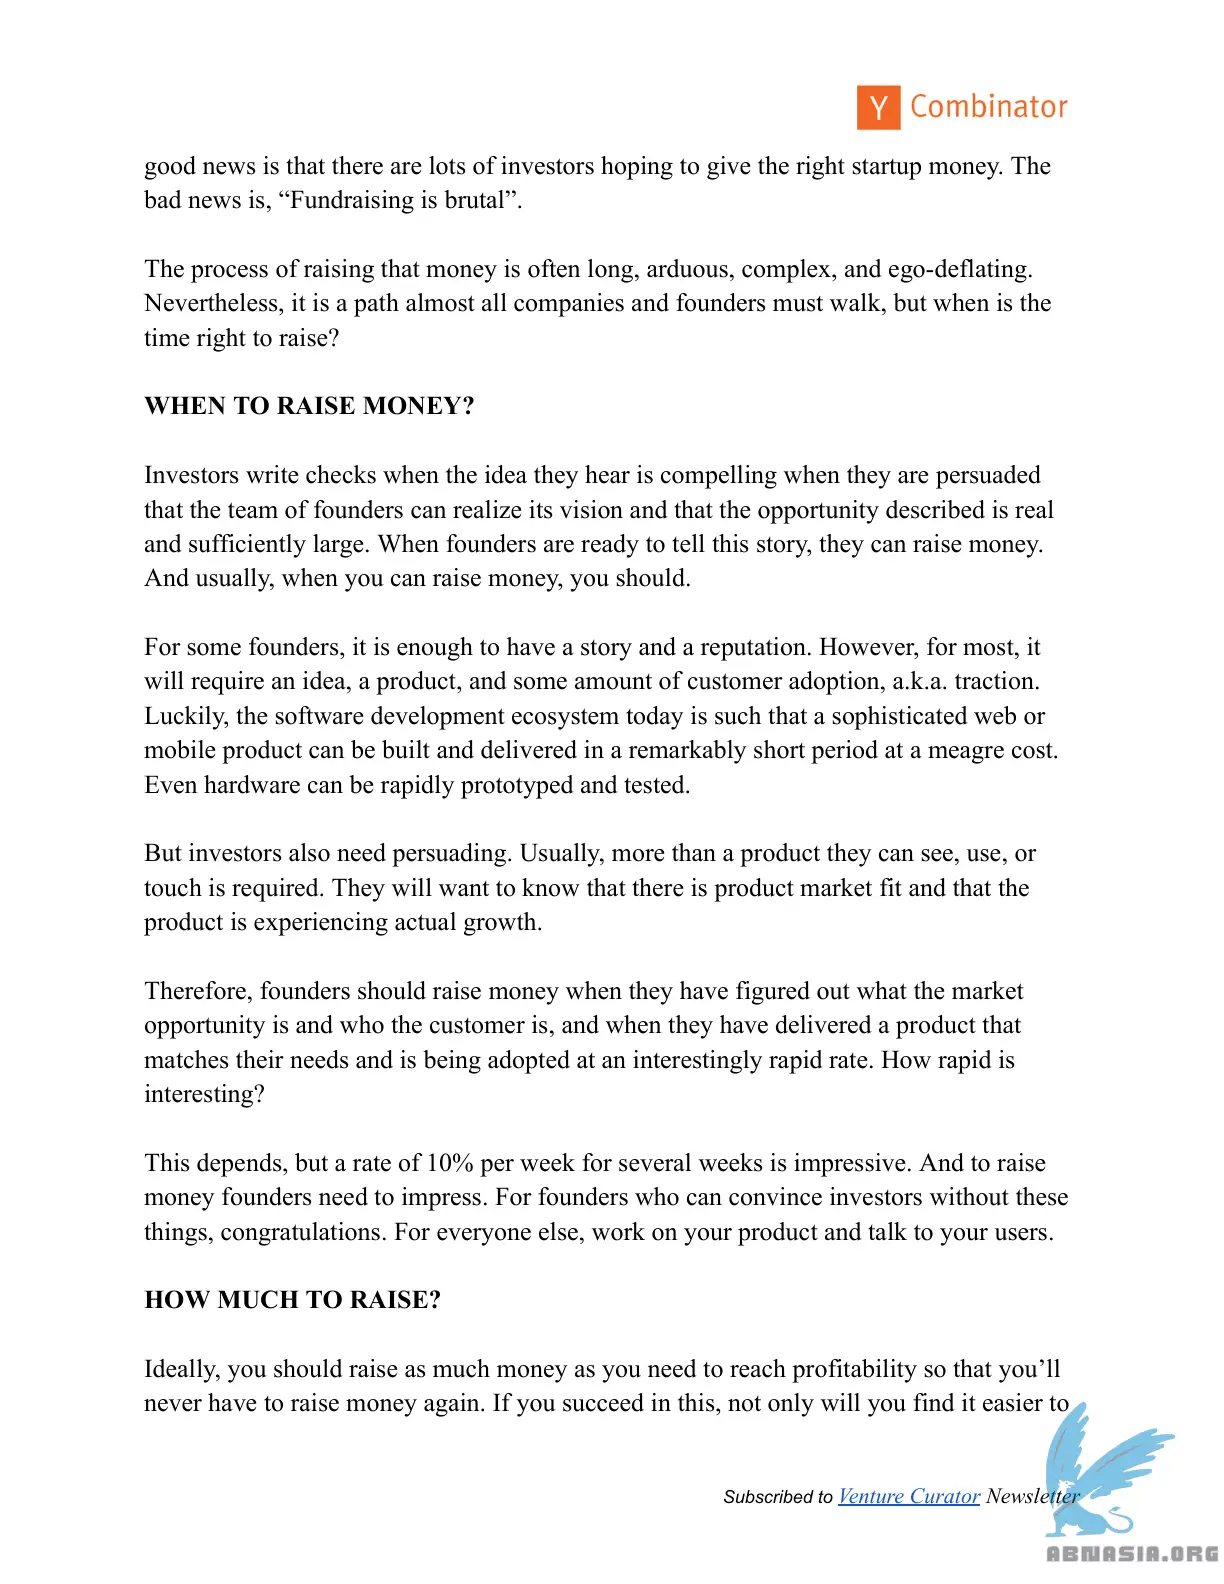 Y Combinator
good news is that there are lots of investors hoping to give the right startup money. The
bad news is, “Fundraising is brutal”.
The process of raising that money is often long, arduous, complex, and ego-deflating.
Nevertheless, it is a path almost all companies and founders must walk, but when is the
time right to raise?
WHEN TO RAISE MONEY?
Investors write checks when the idea they hear is compelling when they are persuaded
that the team of founders can realize its vision and that the opportunity described is real
and sufficiently large. When founders are ready to tell this story, they can raise money.
And usually, when you can raise money, you should.
For some founders, it is enough to have a story and a reputation. However, for most, it
will require an idea, a product, and some amount of customer adoption, a.k.a. traction.
Luckily, the software development ecosystem today is such that a sophisticated web or
mobile product can be built and delivered in a remarkably short period at a meagre cost.
Even hardware can be rapidly prototyped and tested.
But investors also need persuading. Usually, more than a product they can see, use, or
touch is required. They will want to know that there is product market fit and that the
product is experiencing actual growth.
Therefore, founders should raise money when they have figured out what the market
opportunity is and who the customer is, and when they have delivered a product that
matches their needs and is being adopted at an interestingly rapid rate. How rapid is
interesting?
This depends, but a rate of 10% per week for several weeks is impressive. And to raise
money founders need to impress. For founders who can convince investors without these
things, congratulations. For everyone else, work on your product and talk to your users.
HOW MUCH TO RAISE?
Ideally, you should raise as much money as you need to reach profitability so that you’ll
never have to raise money again. If you succeed in this, not only will you find it easier to
Subscribed to Venture Curator Newsletter
ABNASIA.ORG